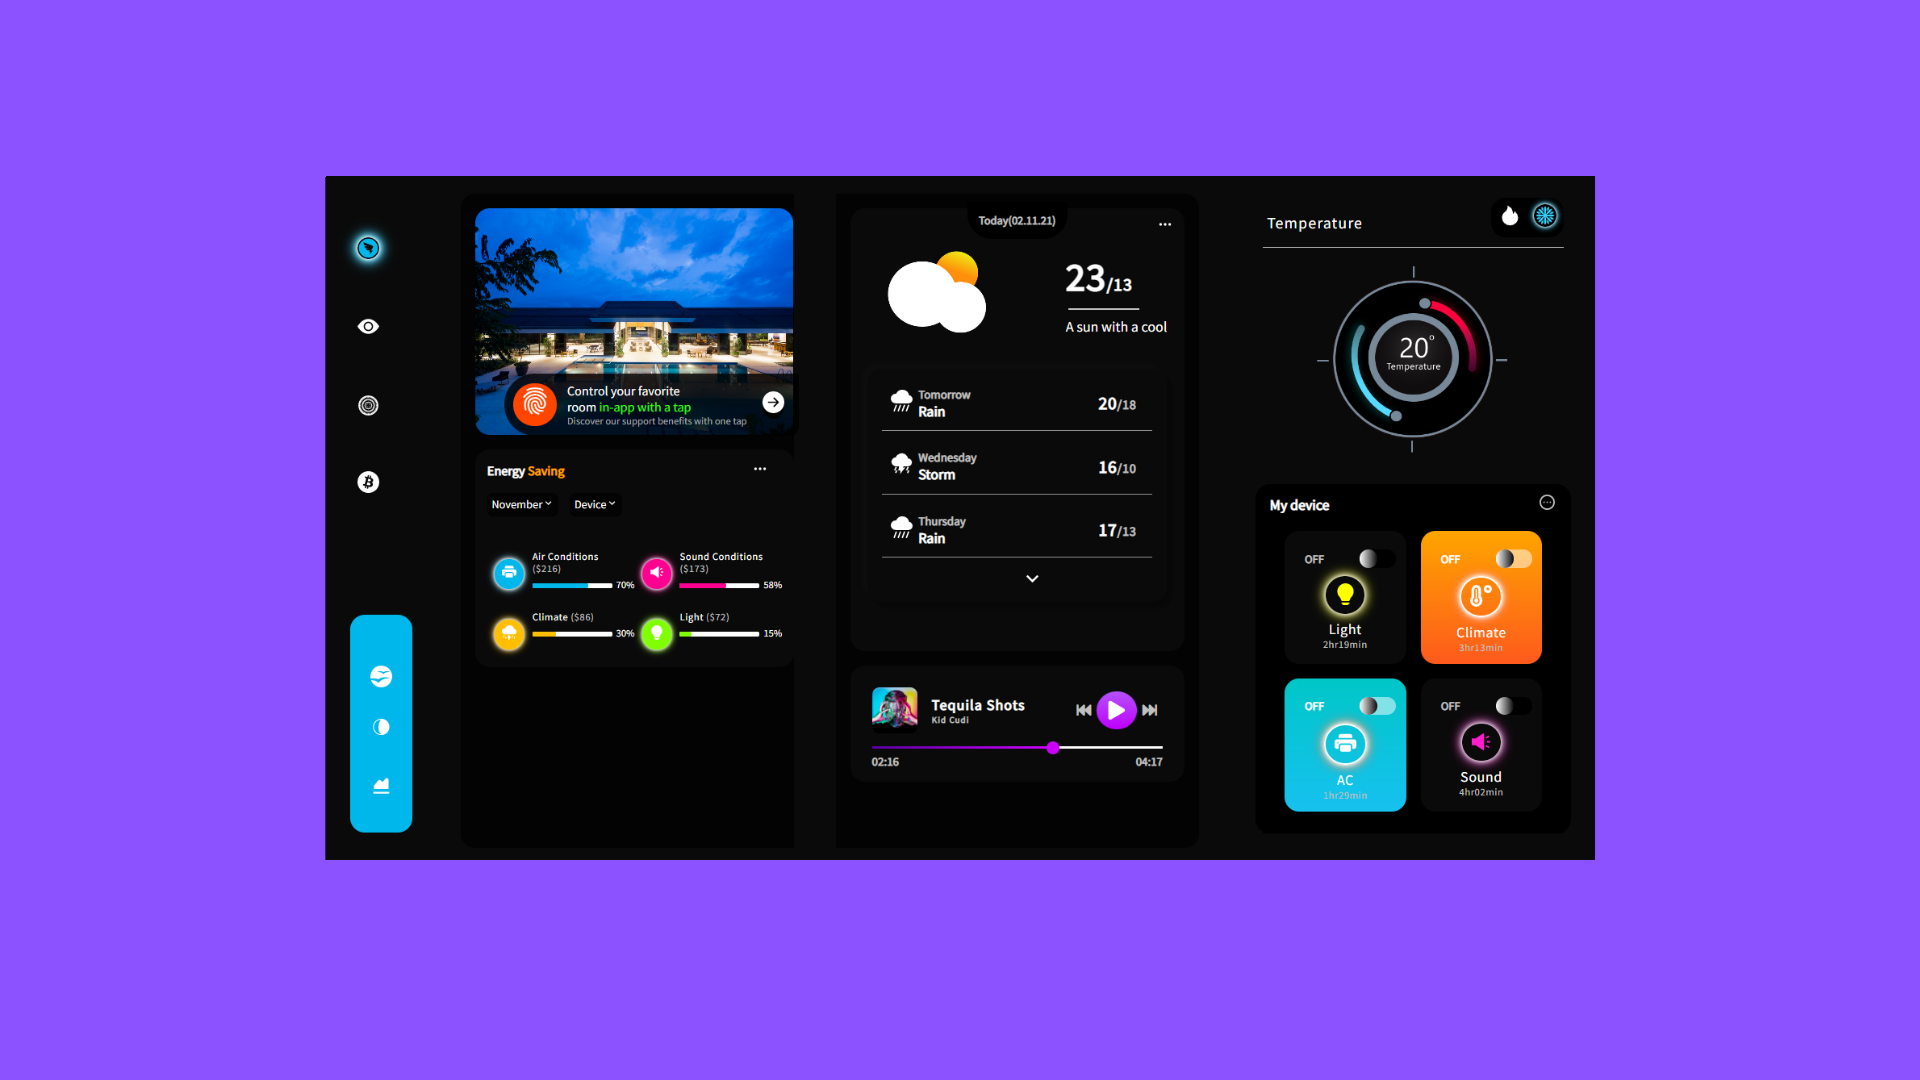 Control your favorite
room in-app with a tap
Discover our support benefits with one tap
Energy Saving
November
Device
Air Conditions
($216)
70%
Sound Conditions
($173)
58%
Climate ($86)
30%
Light ($72)
15%
Today(02.11.21)
23/13
A sun with a cool
Tomorrow
Rain
20/18
Wednesday
Storm
16/10
Thursday
Rain
17/13
Tequila Shots
Kid Cudi
02:16
04:17
Temperature
20°
Temperature
My device
OFF
Light
2hr19min
OFF
Climate
3hr13min
OFF
AC
1hr29min
OFF
Sound
4hr02min